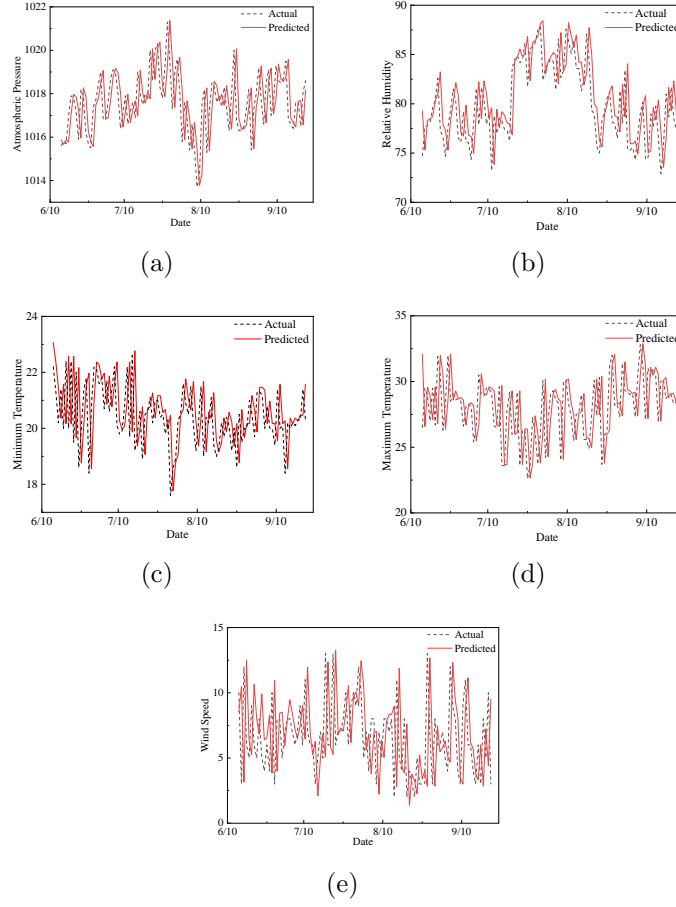 Actual
Predicted
1022
1020
1018
1016
1014
Atmospheric Pressure
6/10 7/10 8/10 9/10
Date
(a)
Actual
Predicted
90
85
80
75
70
Relative Humidity
6/10 7/10 8/10 9/10
Date
(b)
Actual
Predicted
24
22
20
18
Minimum Temperature
6/10 7/10 8/10 9/10
Date
(c)
Actual
Predicted
35
30
25
20
Maximum Temperature
6/10 7/10 8/10 9/10
Date
(d)
Actual
Predicted
15
10
5
0
Wind Speed
6/10 7/10 8/10 9/10
Date
(e)